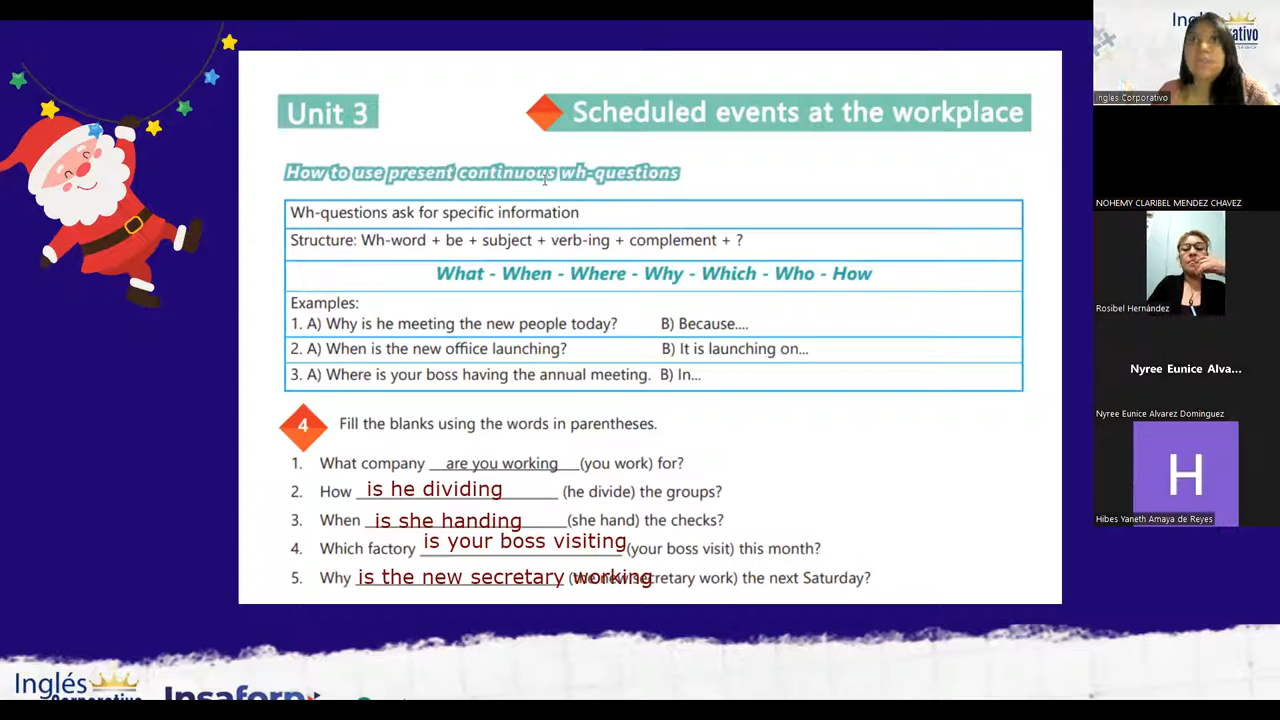 Unit 3
Scheduled events at the workplace
How to use present continuous wh-questions
Wh-questions ask for specific information
Structure: Wh-word + be + subject + verb-ing + complement + ?
What - When - Where - Why - Which - Who - How
Examples:
1. A) Why is he meeting the new people today? B) Because....
2. A) When is the new offiice launching? B) It is launching on...
3. A) Where is your boss having the annual meeting. B) In...
4 Fill the blanks using the words in parentheses.
1. What company are you working (you work) for?
2. How is he dividing (he divide) the groups?
3. When is she handing (she hand) the checks?
4. Which factory is your boss visiting (your boss visit) this month?
5. Why is the new secretary working (the new secretary work) the next Saturday?
Inglés
Corporativo
Insaforp
Ingles Corporativo
NOHEMY CLARIBEL MENDEZ CHAVEZ
Rosibel Hernández
Nyree Eunice Alva...
Nyree Eunice Alvarez Dominguez
H
Hibes Yaneth Amaya de Reyes